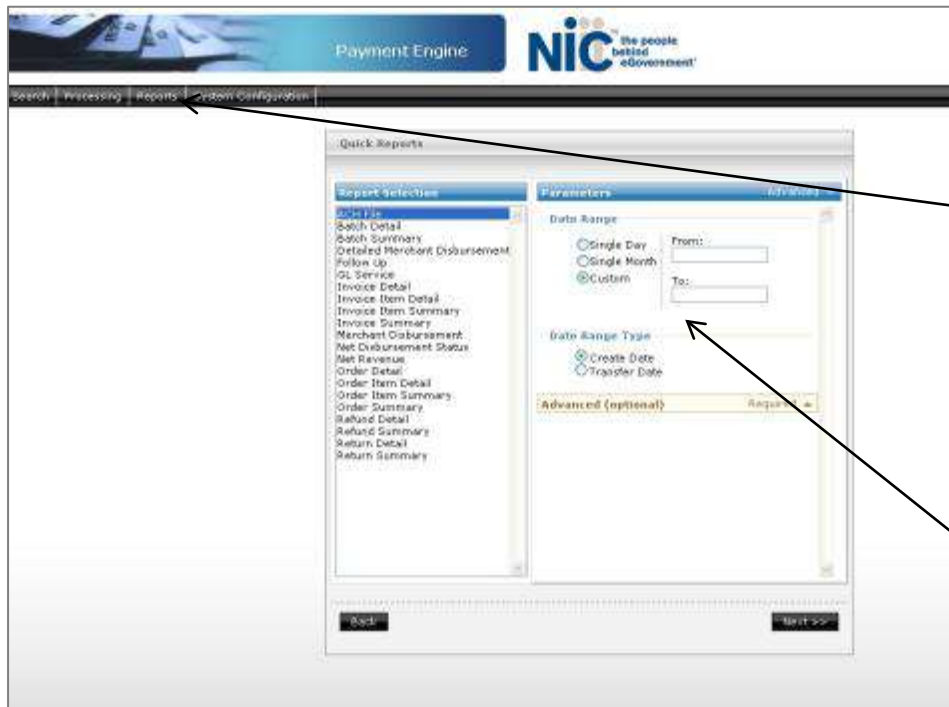 Payment Engine
NIC the people
behind
eGovernment'
Search Processing Reports System Configuration
Quick Reports
Report Selection
ACH File
Batch Detail
Batch Summary
Detailed Merchant Disbursement
Follow Up
GL Service
Invoice Detail
Invoice Item Detail
Invoice Item Summary
Invoice Summary
Merchant Disbursement
Net Disbursement Status
Net Revenue
Order Detail
Order Item Detail
Order Item Summary
Order Summary
Refund Detail
Refund Summary
Return Detail
Return Summary
Parameters Advanced
Date Range
Single Day
Single Month
Custom
From:
To:
Date Range Type
Create Date
Transfer Date
Advanced (optional) Required
Back
Next >>